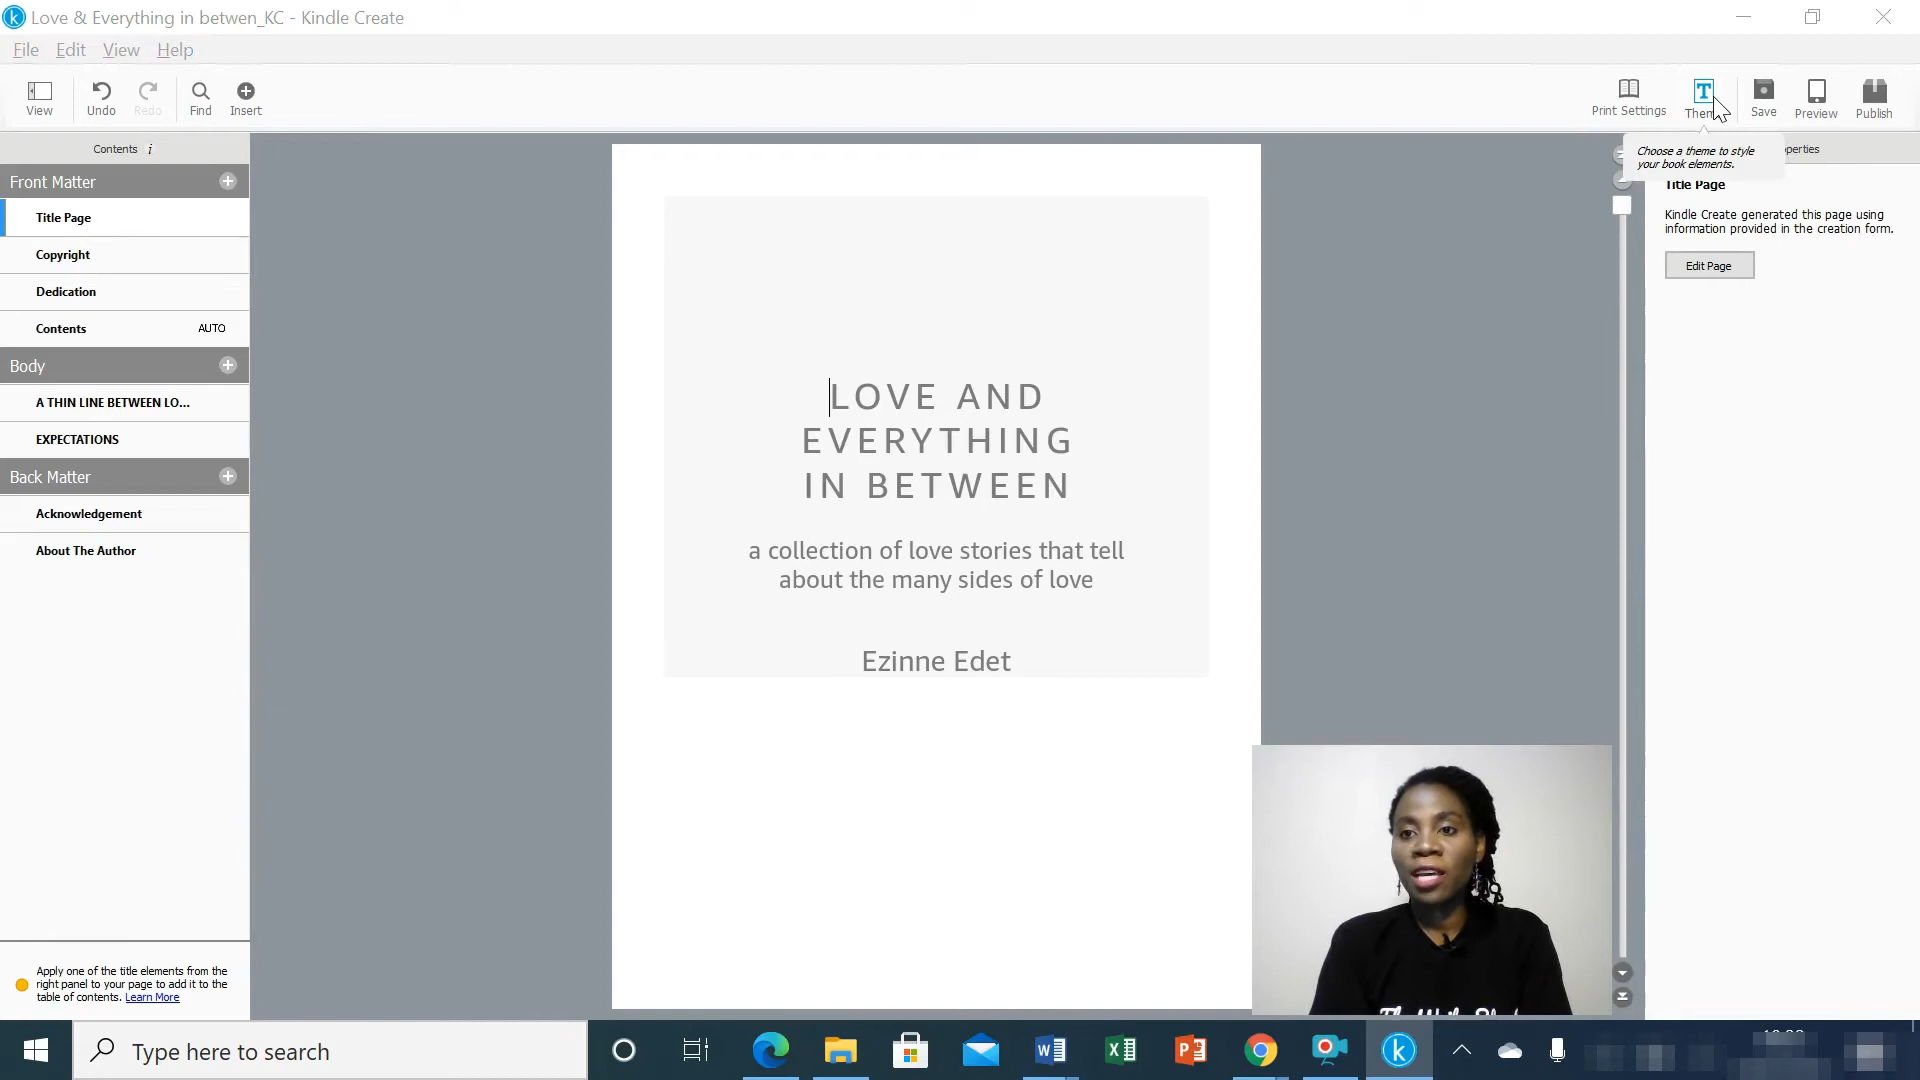 Love & Everything in betwen_KC - Kindle Create
File Edit View Help
View Undo Redo Find Insert
Print Settings Save Preview Publish
Choose a theme to style
your book elements.
Contents i
Front Matter
Title Page
Copyright
Dedication
Contents AUTO
Body
A THIN LINE BETWEEN LO...
EXPECTATIONS
Back Matter
Acknowledgement
About The Author
Apply one of the title elements from the
right panel to your page to add it to the
table of contents. Learn More
LOVE AND
EVERYTHING
IN BETWEEN
a collection of love stories that tell
about the many sides of love
Ezinne Edet
Title Page
Kindle Create generated this page using
information provided in the creation form.
Edit Page
Type here to search